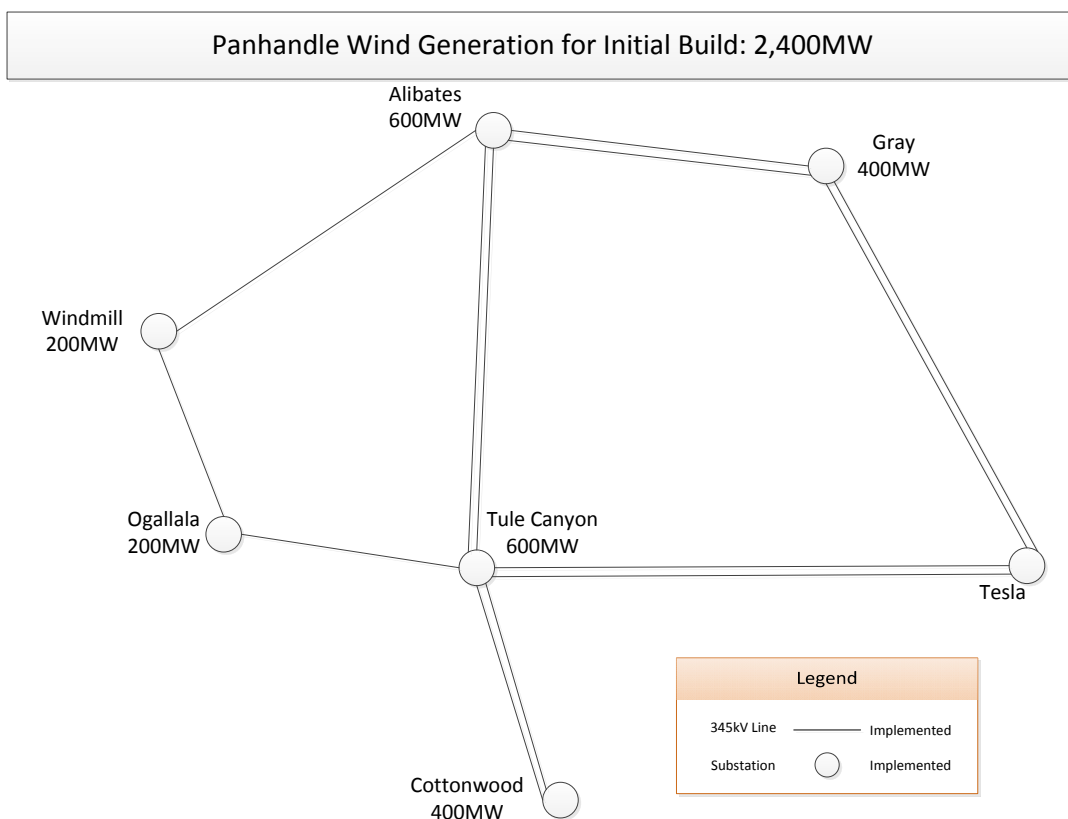 Panhandle Wind Generation for Initial Build: 2,400MW
Alibates
600MW
Gray
400MW
Windmill
200MW
Ogallala
200MW
Tule Canyon
600MW
Tesla
Legend
345kV Line Implemented
Substation Implemented
Cottonwood
400MW